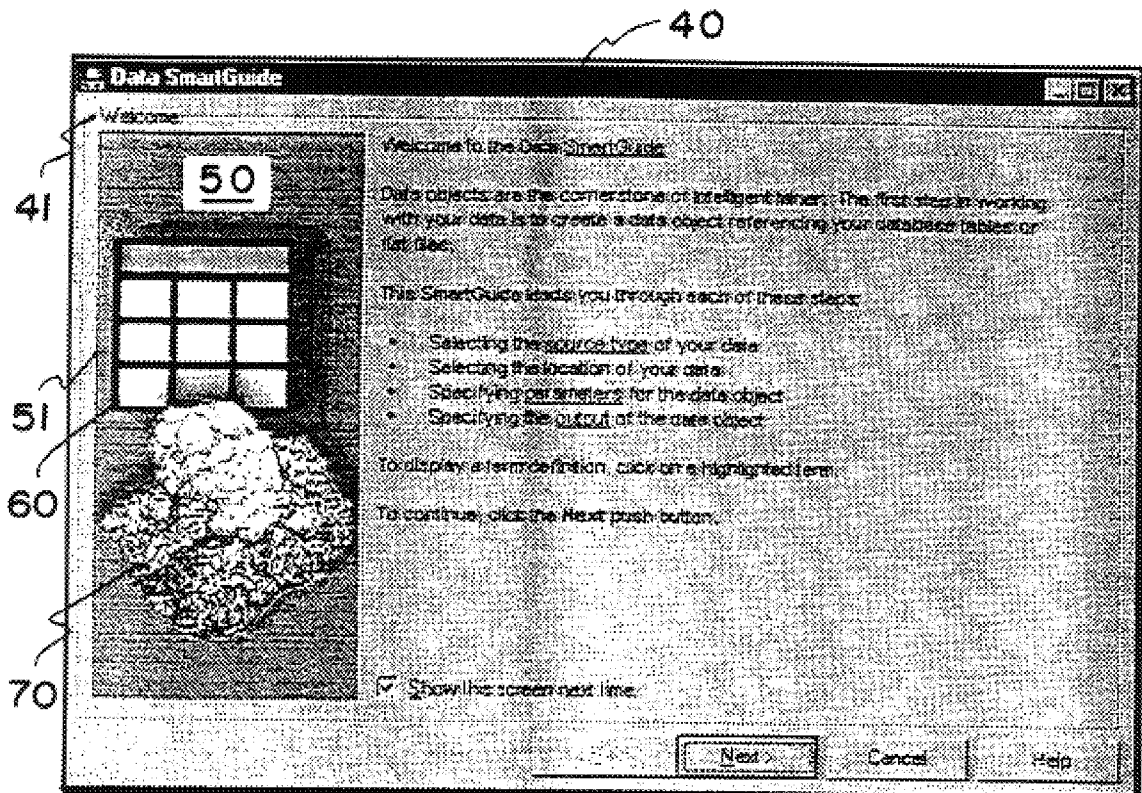 40
Data SmartGuide
Welcome
41
50
Welcome to the Data SmartGuide
Data objects are the cornerstone of Intelligent Miner. The first step in working
with your data is to create a data object referencing your database tables or
flat files.
This SmartGuide leads you through each of these steps:
• Selecting the source type of your data
• Selecting the location of your data
• Specifying parameters for the data object
• Specifying the output of the data object
51
60
To display a term definition, click on a highlighted term.
To continue, click the Next push button.
70
Show this screen next time.
Next >
Cancel
Help